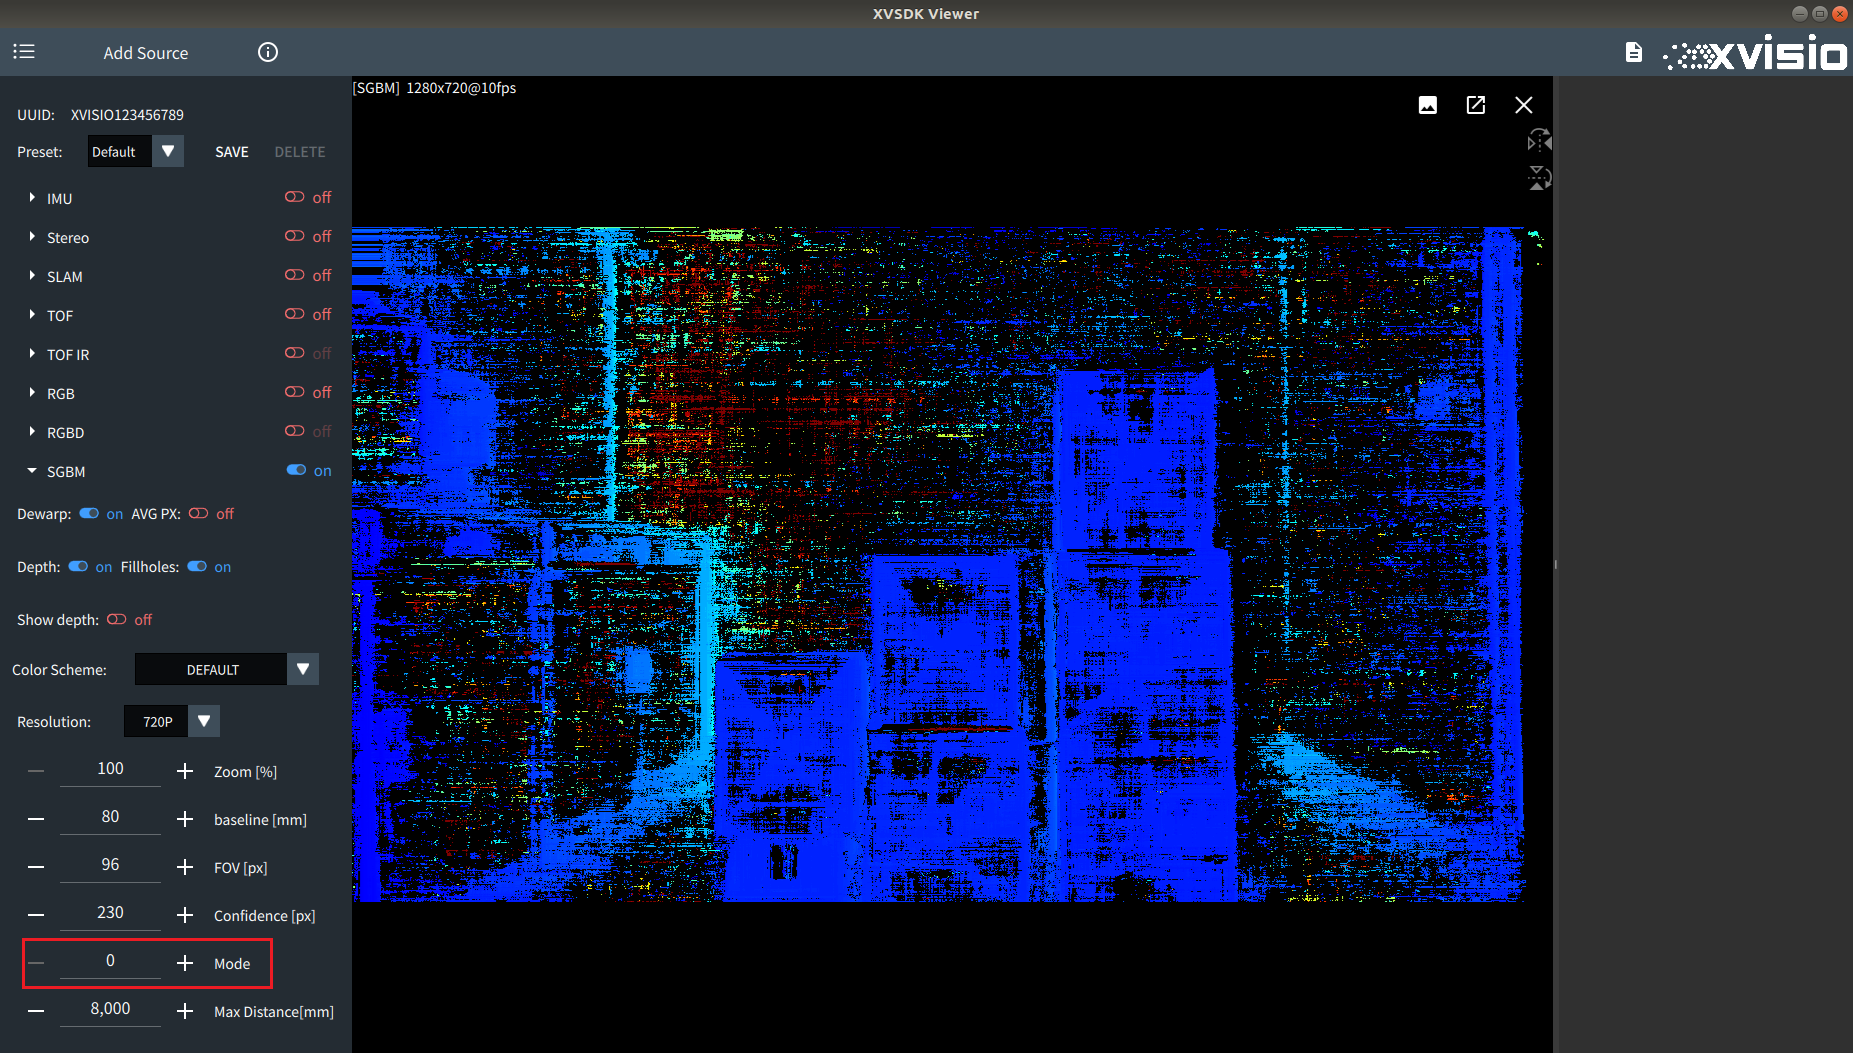 XVSDK Viewer
Add Source
xvisio
[SGBM] 1280x720@10fps
UUID: XVISIO123456789
Preset: Default SAVE DELETE
IMU off
Stereo off
SLAM off
TOF off
TOF IR off
RGB off
RGBD off
SGBM on
Dewarp: on AVG PX: off
Depth: on Fillholes: on
Show depth: off
Color Scheme: DEFAULT
Resolution: 720P
100 Zoom [%]
80 baseline [mm]
96 FOV [px]
230 Confidence [px]
0 Mode
8,000 Max Distance[mm]